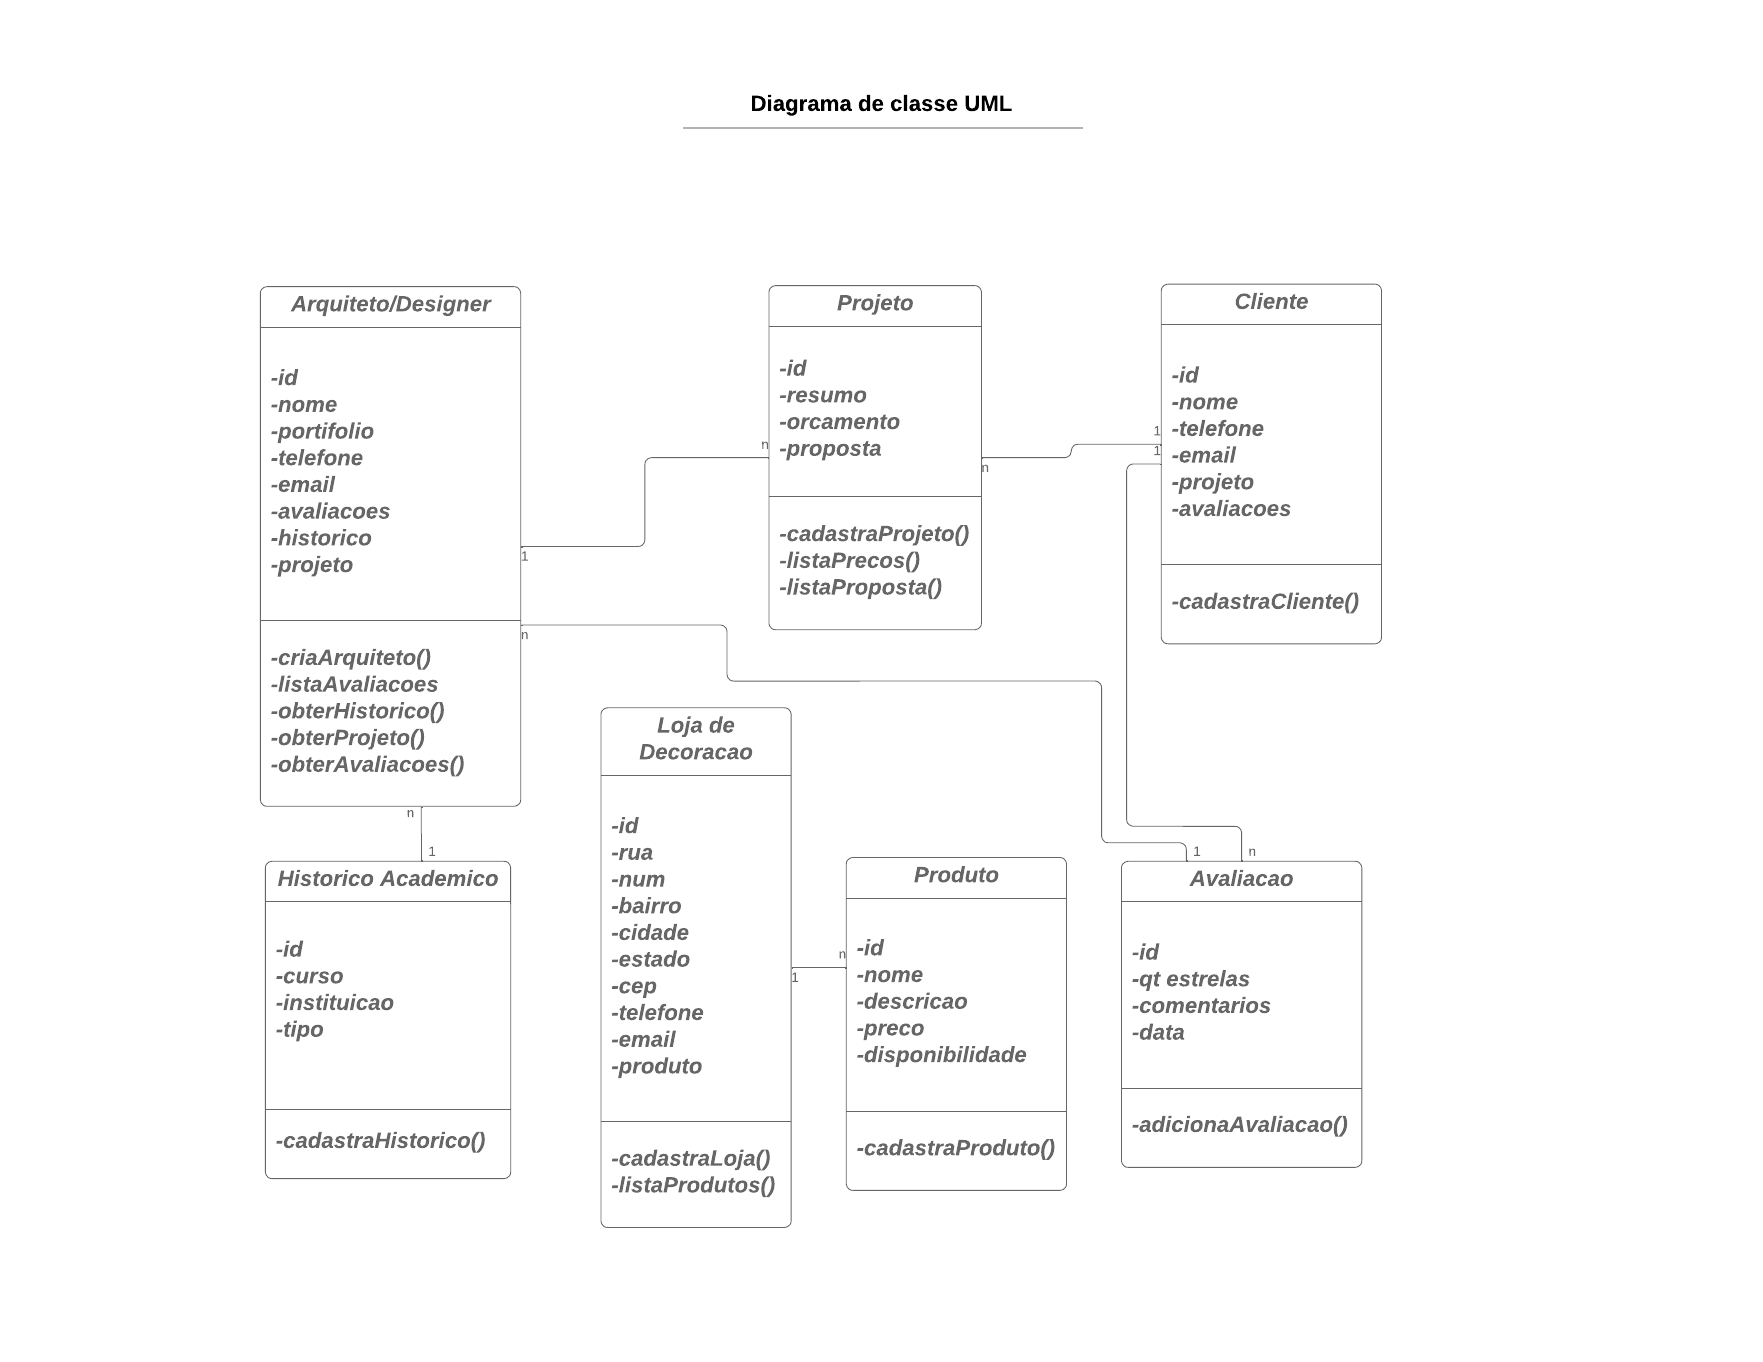 Diagrama de classe UML
Arquiteto/Designer
-id
-nome
-portifolio
-telefone
-email
-avaliacoes
-historico
-projeto
-criaArquiteto()
-listaAvaliacoes
-obterHistorico()
-obterProjeto()
-obterAvaliacoes()
1
n
n
Projeto
-id
-resumo
-orcamento
-proposta
-cadastraProjeto()
-listaPrecos()
-listaProposta()
n
n
Cliente
-id
-nome
-telefone
-email
-projeto
-avaliacoes
-cadastraCliente()
1
1
1
Historico Academico
-id
-curso
-instituicao
-tipo
-cadastraHistorico()
Loja de
Decoracao
-id
-rua
-num
-bairro
-cidade
-estado
-cep
-telefone
-email
-produto
-cadastraLoja()
-listaProdutos()
1
n
Produto
-id
-nome
-descricao
-preco
-disponibilidade
-cadastraProduto()
1
n
Avaliacao
-id
-qt estrelas
-comentarios
-data
-adicionaAvaliacao()